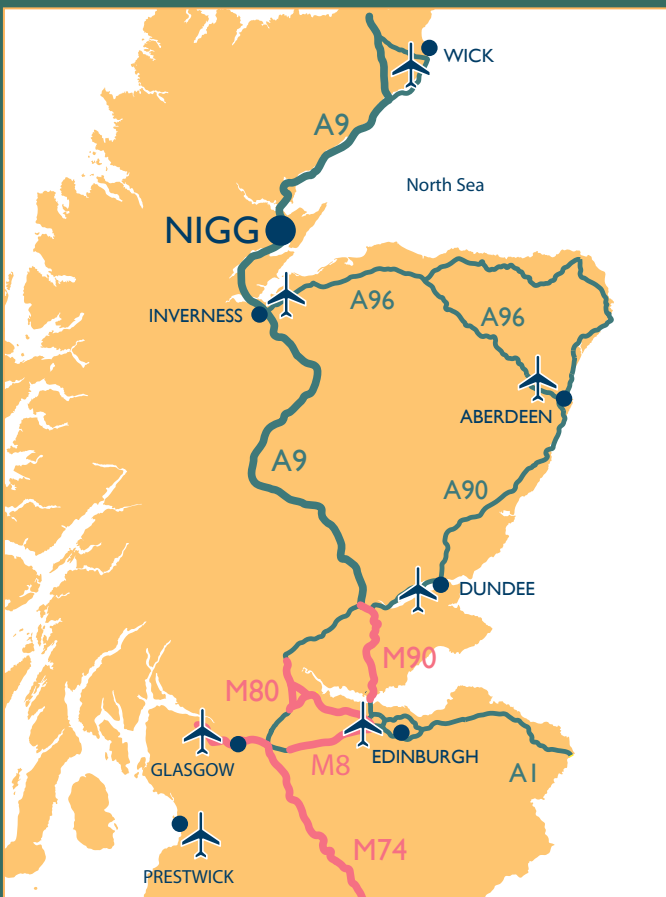 WICK
A9
North Sea
NIGG
A96
INVERNESS
A96
ABERDEEN
A9
A90
DUNDEE
M90
M80
EDINBURGH
GLASGOW
M8
A1
M74
PRESTWICK